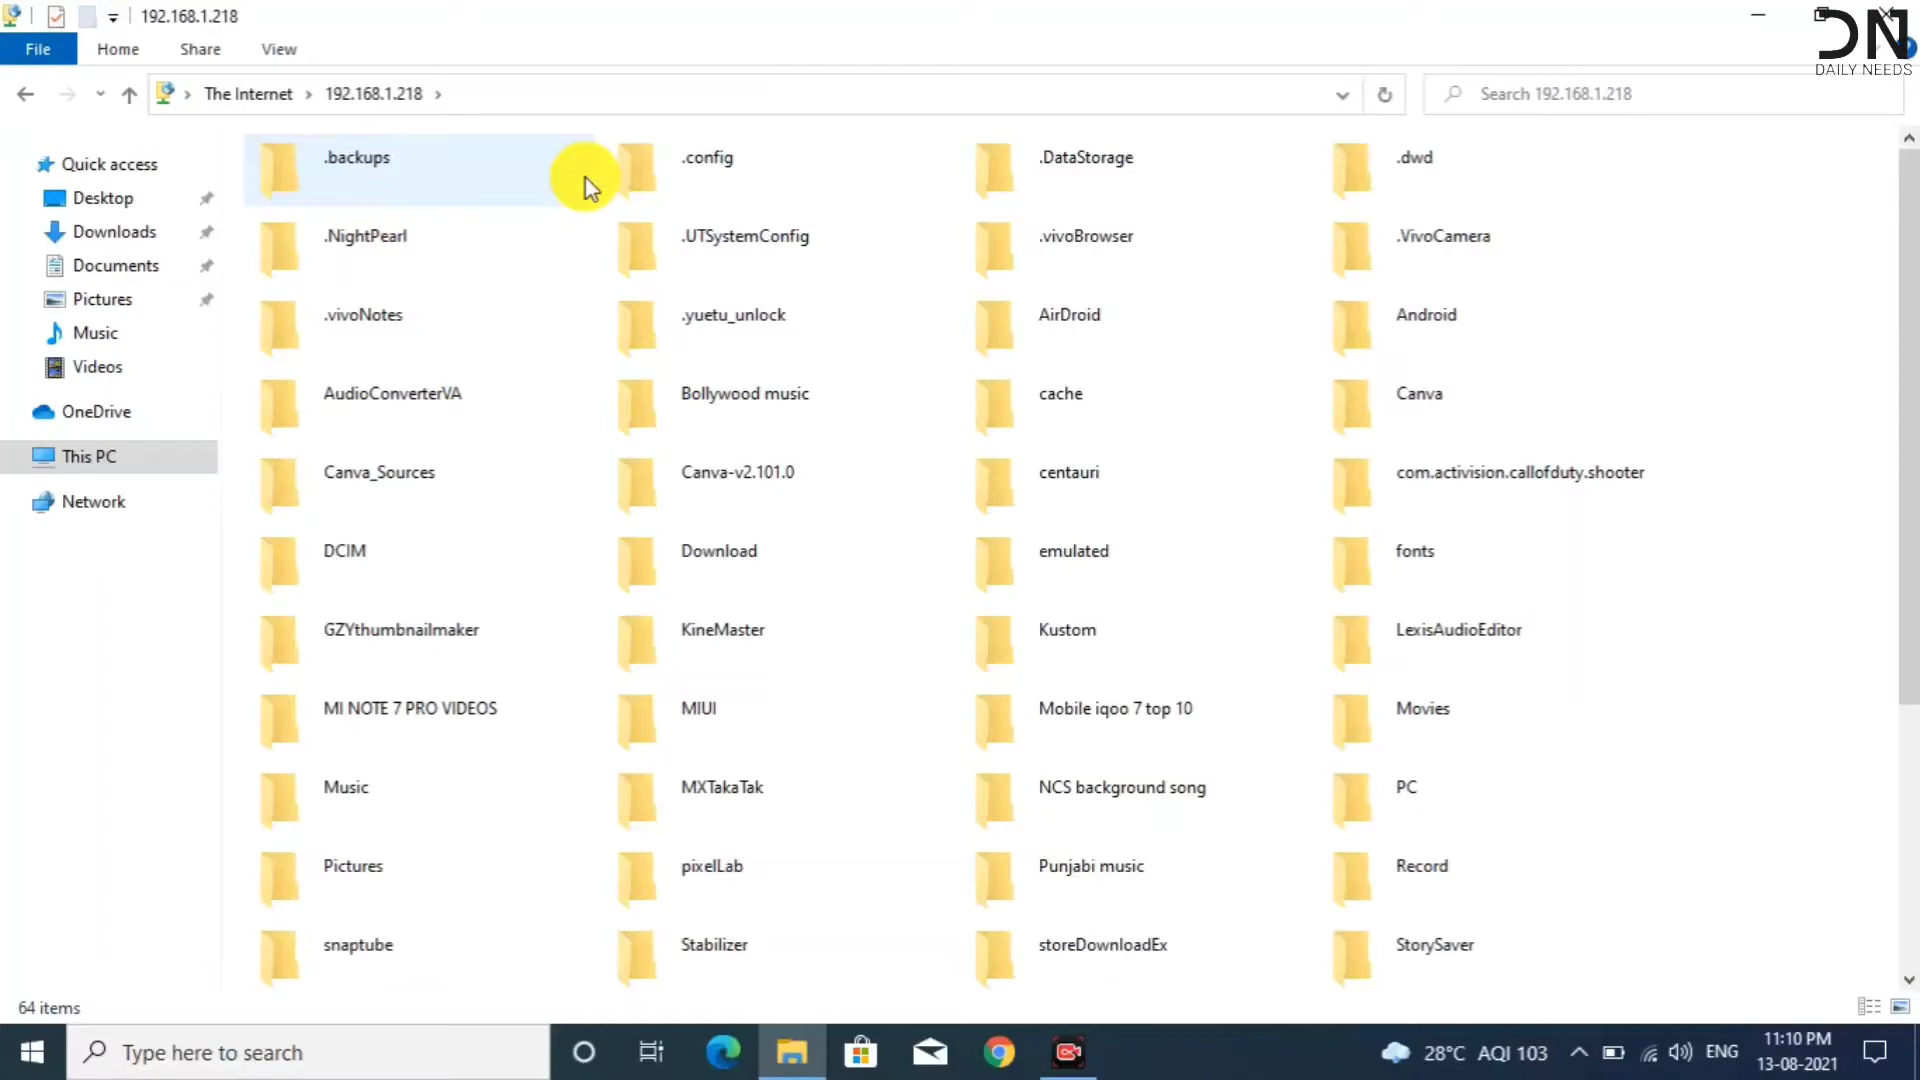 192.168.1.218
File Home Share View
DN
DAILY NEEDS
The Internet 192.168.1.218
Search 192.168.1.218
Quick access
Desktop
Downloads
Documents
Pictures
Music
Videos
OneDrive
This PC
Network
.backups .config .DataStorage .dwd
.NightPearl .UTSystemConfig .vivoBrowser .VivoCamera
.vivoNotes .yuetu_unlock AirDroid Android
AudioConverterVA Bollywood music cache Canva
Canva_Sources Canva-v2.101.0 centauri com.activision.callofduty.shooter
DCIM Download emulated fonts
GZYthumbnailmaker KineMaster Kustom LexisAudioEditor
MI NOTE 7 PRO VIDEOS MIUI Mobile iqoo 7 top 10 Movies
Music MXTakaTak NCS background song PC
Pictures pixelLab Punjabi music Record
snaptube Stabilizer storeDownloadEx StorySaver
64 items
Type here to search
28°C AQI 103 ENG
11:10 PM
13-08-2021